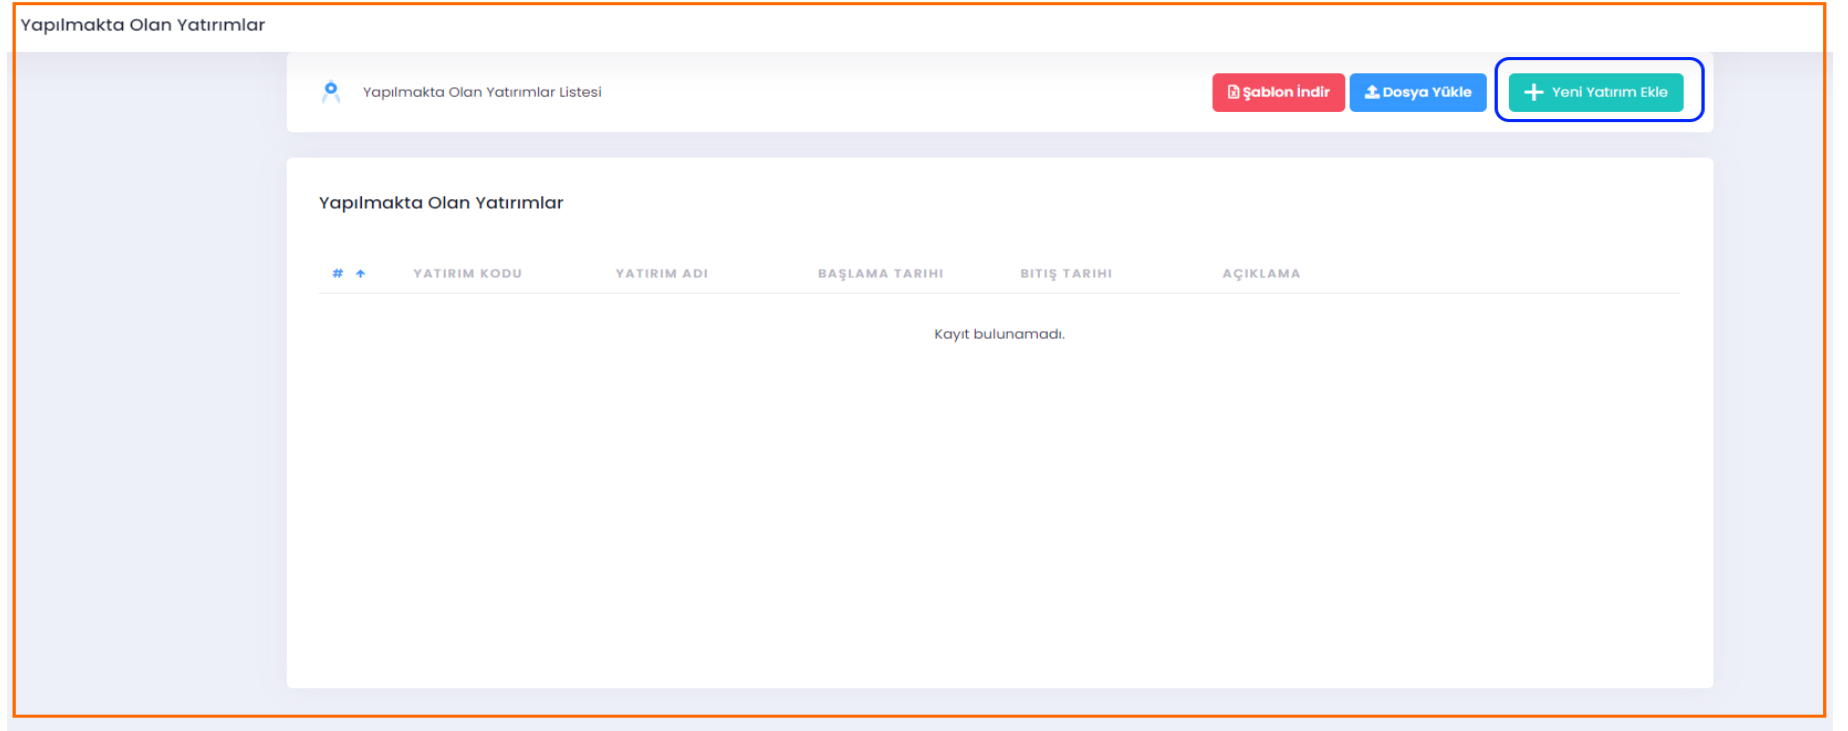 Yapılmakta Olan Yatırımlar
Yapılmakta Olan Yatırımlar Listesi
Şablon İndir
Dosya Yükle
Yeni Yatırım Ekle
Yapılmakta Olan Yatırımlar
# YATIRIM KODU YATIRIM ADI BAŞLAMA TARIHI BITIŞ TARIHI AÇIKLAMA
Kayıt bulunamadı.